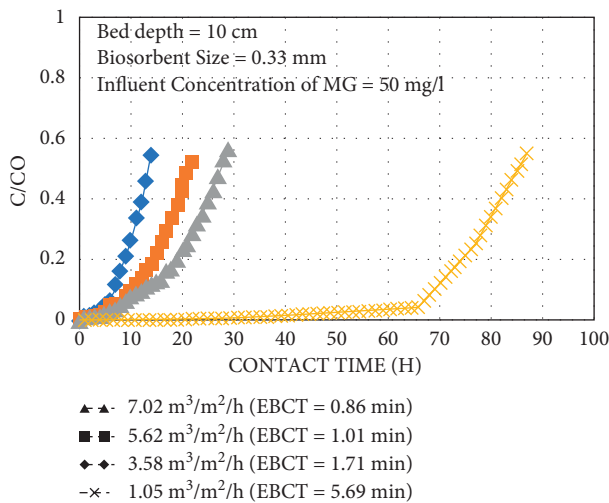 1
Bed depth = 10 cm
Biosorbent Size = 0.33 mm
Influent Concentration of MG = 50 mg/l
0.8
0.6
0.4
0.2
0
C/CO
0 10 20 30 40 50 60 70 80 90 100
CONTACT TIME (H)
7.02 m³/m²/h (EBCT = 0.86 min)
5.62 m³/m²/h (EBCT = 1.01 min)
3.58 m³/m²/h (EBCT = 1.71 min)
1.05 m³/m²/h (EBCT = 5.69 min)